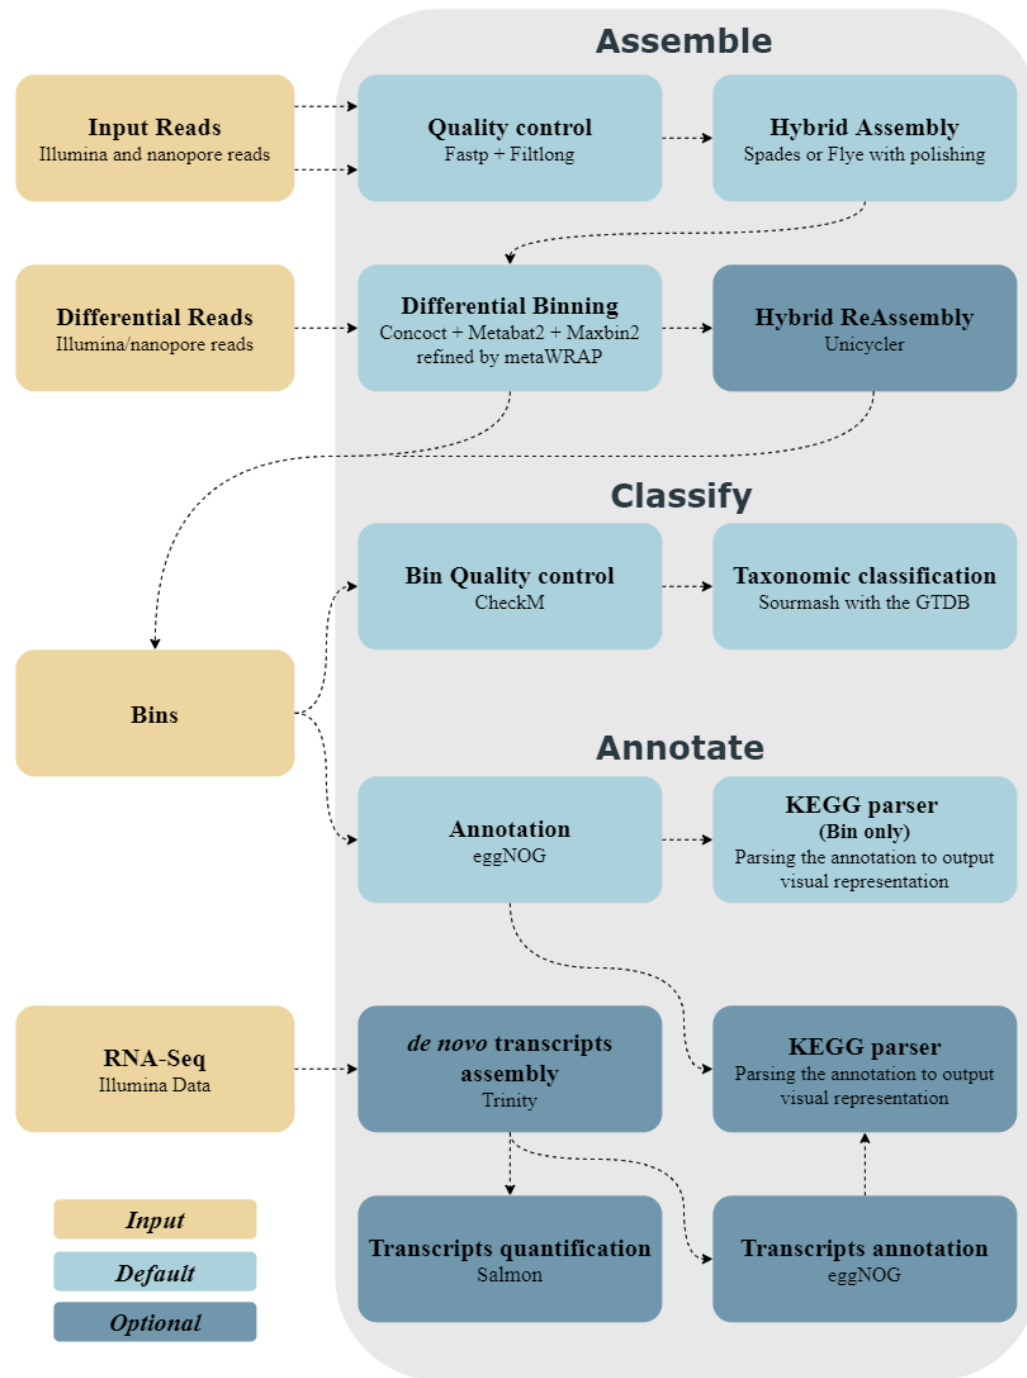 Assemble
Input Reads
Illumina and nanopore reads
Quality control
Fastp + Filtlong
Hybrid Assembly
Spades or Flye with polishing
Differential Reads
Illumina/nanopore reads
Differential Binning
Concoct + Metabat2 + Maxbin2
refined by metaWRAP
Hybrid ReAssembly
Unicycler
Classify
Bin Quality control
CheckM
Taxonomic classification
Sourmash with the GTDB
Bins
Annotate
Annotation
eggNOG
KEGG parser
(Bin only)
Parsing the annotation to output
visual representation
RNA-Seq
Illumina Data
de novo transcripts
assembly
Trinity
KEGG parser
Parsing the annotation to output
visual representation
Transcripts quantification
Salmon
Transcripts annotation
eggNOG
Input
Default
Optional